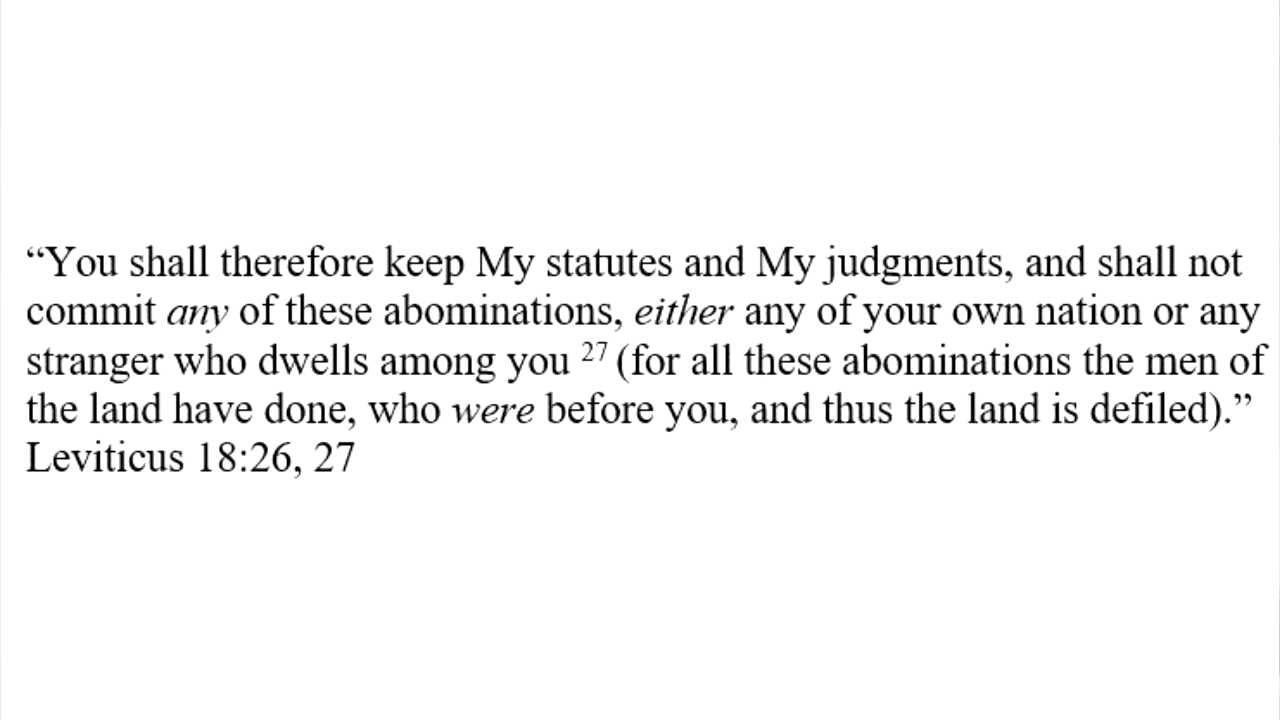 “You shall therefore keep My statutes and My judgments, and shall not
commit any of these abominations, either any of your own nation or any
stranger who dwells among you 27 (for all these abominations the men of
the land have done, who were before you, and thus the land is defiled).”
Leviticus 18:26, 27